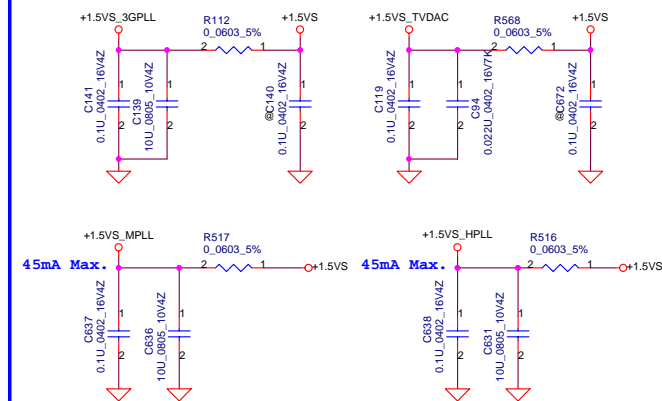 +1.5VS_3GPLL
R112
0_0603_5%
+1.5VS
2
1
C141
0.1U_0402_16V4Z
1
2
C139
10U_0805_10V4Z
1
2
@C140
0.1U_0402_16V4Z
1
2
+1.5VS_TVDAC
R568
0_0603_5%
+1.5VS
2
1
C119
0.1U_0402_16V4Z
1
2
C94
0.022U_0402_16V7K
1
2
@C672
0.1U_0402_16V4Z
1
2
+1.5VS_MPLL
R517
0_0603_5%
45mA Max.
2
1
+1.5VS
C637
0.1U_0402_16V4Z
1
2
C636
10U_0805_10V4Z
1
2
+1.5VS_HPLL
R516
0_0603_5%
45mA Max.
2
1
+1.5VS
C638
0.1U_0402_16V4Z
1
2
C631
10U_0805_10V4Z
1
2